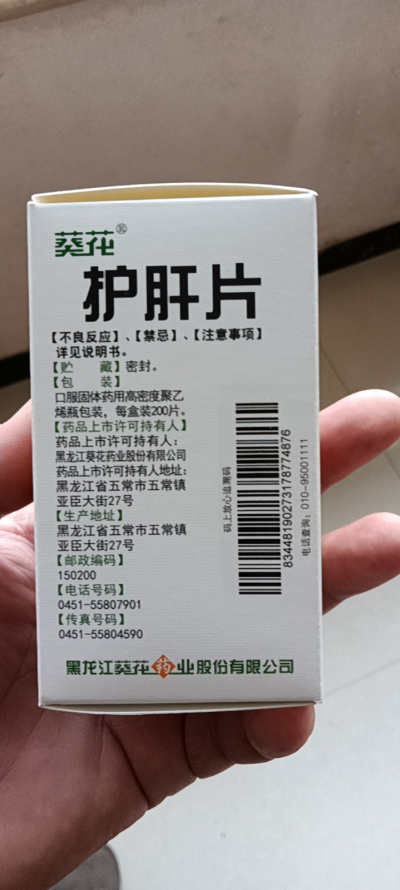 葵花®
护肝片
【不良反应】、【禁忌】、【注意事项】
详见说明书。
【贮 藏】密封。
【包 装】
口服固体药用高密度聚乙
烯瓶包装，每盒装200片。
【药品上市许可持有人】
药品上市许可持有人：
黑龙江葵花药业股份有限公司
药品上市许可持有人地址：
黑龙江省五常市五常镇
亚臣大街27号
【生产地址】
黑龙江省五常市五常镇
亚臣大街27号
【邮政编码】
150200
【电话号码】
0451-55807901
【传真号码】
0451-55804590
黑龙江葵花药业股份有限公司
码上放心追溯码
83448190273178774876
电话查询：010-95001111